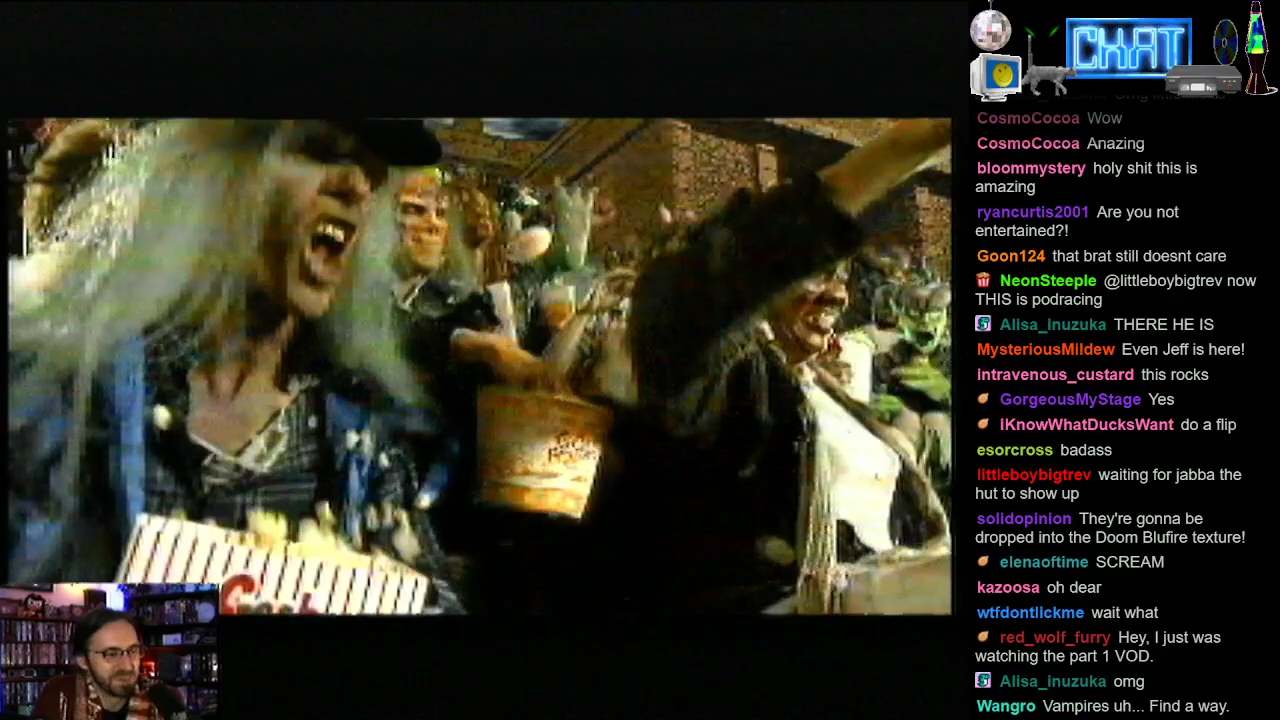 CHAT
CosmoCocoa Wow
CosmoCocoa Anazing
bloommystery holy shit this is
amazing
ryancurtis2001 Are you not
entertained?!
Goon124 that brat still doesnt care
NeonSteeple @littleboybigtrev now
THIS is podracing
Alisa_Inuzuka THERE HE IS
MysteriousMildew Even Jeff is here!
intravenous_custard this rocks
GorgeousMyStage Yes
iKnowWhatDucksWant do a flip
esorcross badass
littleboybigtrev waiting for jabba the
hut to show up
solidopinion They're gonna be
dropped into the Doom Blufire texture!
elenaoftime SCREAM
kazoosa oh dear
wtfdontlickme wait what
red_wolf_furry Hey, I just was
watching the part 1 VOD.
Alisa_Inuzuka omg
Wangro Vampires uh... Find a way.